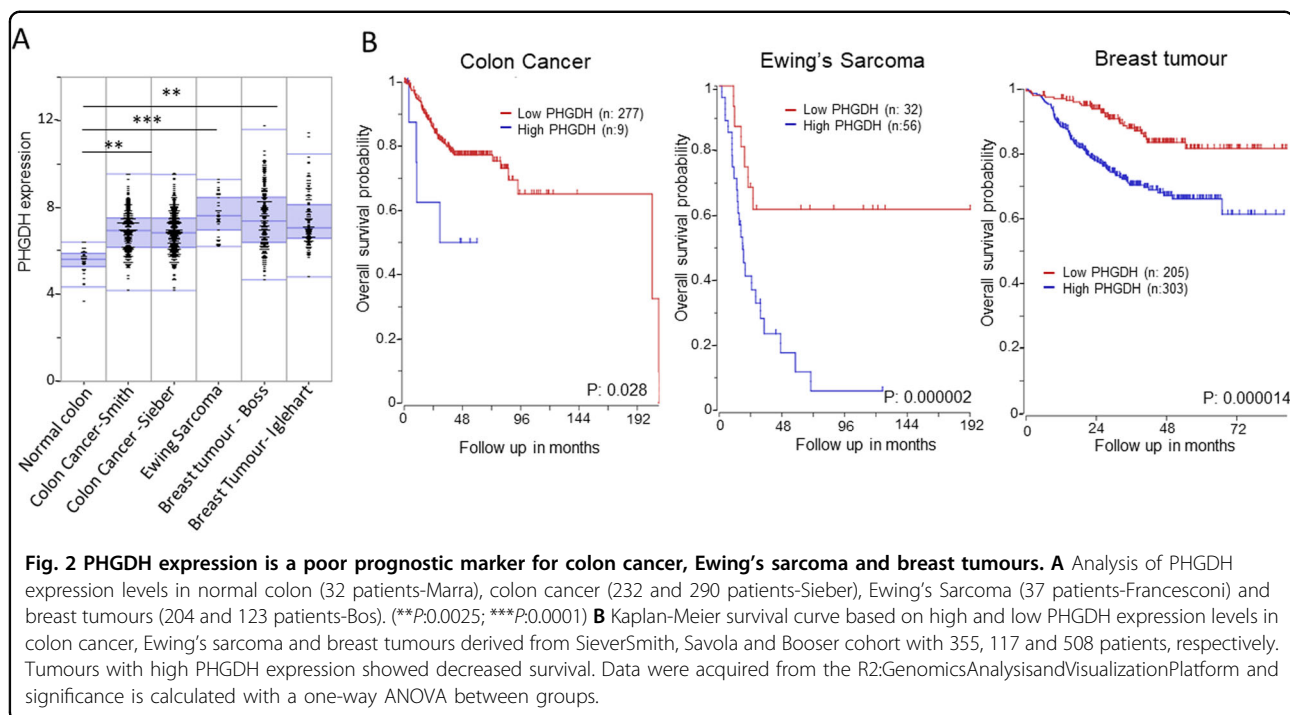 A
B
PHGDH expression
12
8
4
0
**
***
**
Normal colon
Colon Cancer-Smith
Colon Cancer -Sieber
Ewing Sarcoma
Breast tumour - Boss
Breast Tumour- Iglehart
Colon Cancer
Overall survival probability
1
0.8
0.6
0.4
0.2
0
Low PHGDH (n: 277)
High PHGDH (n:9)
P: 0.028
0 48 96 144 192
Follow up in months
Ewing's Sarcoma
Overall survival probability
1
0.8
0.6
0.4
0.2
0
Low PHGDH (n: 32)
High PHGDH (n:56)
P: 0.000002
0 48 96 144 192
Follow up in months
Breast tumour
Overall survival probability
1
0.8
0.6
0.4
0.2
0
Low PHGDH (n: 205)
High PHGDH (n:303)
P: 0.000014
0 24 48 72
Follow up in months
Fig. 2 PHGDH expression is a poor prognostic marker for colon cancer, Ewing's sarcoma and breast tumours. A Analysis of PHGDH
expression levels in normal colon (32 patients-Marra), colon cancer (232 and 290 patients-Sieber), Ewing's Sarcoma (37 patients-Francesconi) and
breast tumours (204 and 123 patients-Bos). (**P:0.0025; ***P:0.0001) B Kaplan-Meier survival curve based on high and low PHGDH expression levels in
colon cancer, Ewing's sarcoma and breast tumours derived from SieverSmith, Savola and Booser cohort with 355, 117 and 508 patients, respectively.
Tumours with high PHGDH expression showed decreased survival. Data were acquired from the R2:GenomicsAnalysisandVisualizationPlatform and
significance is calculated with a one-way ANOVA between groups.